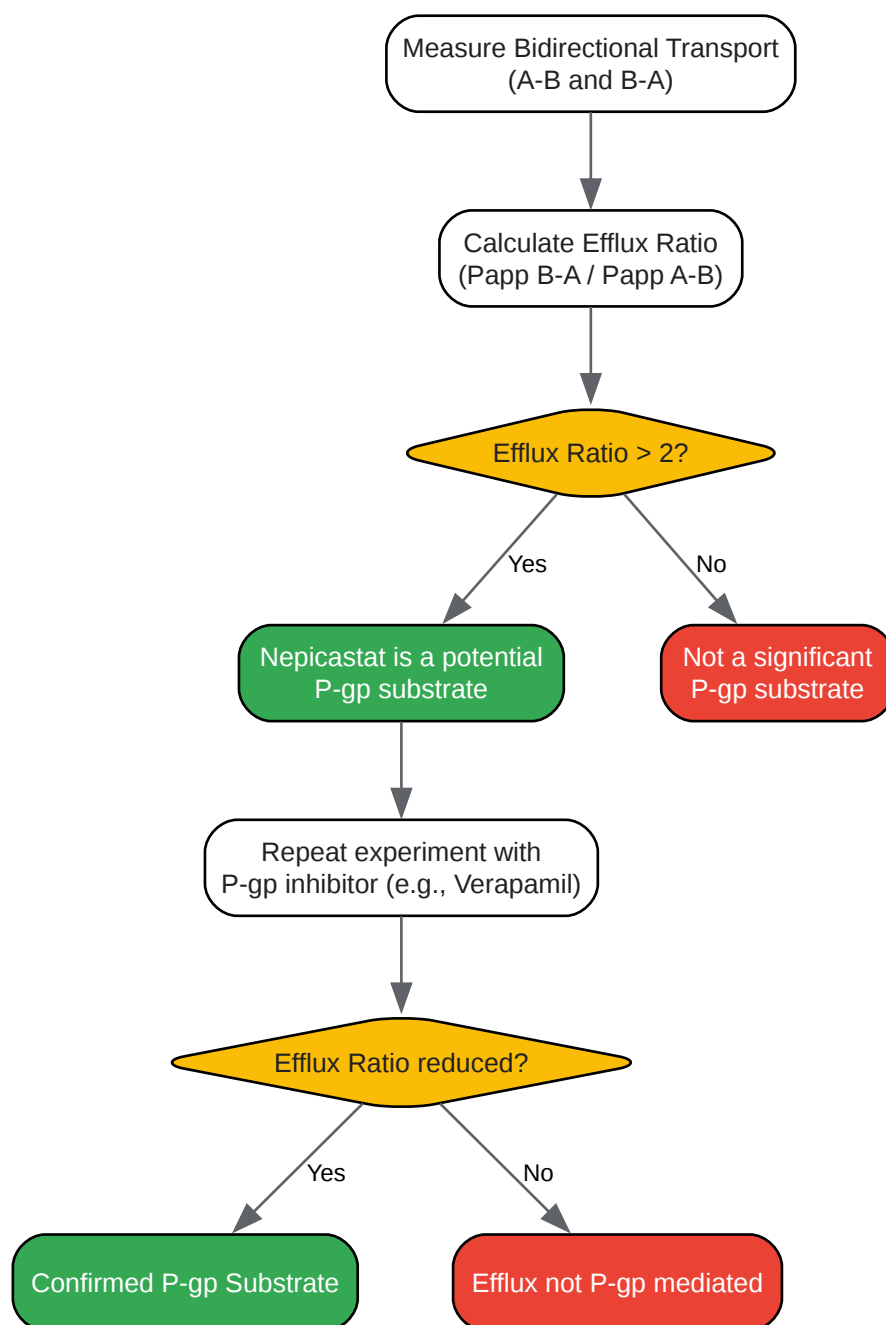 Measure Bidirectional Transport
(A-B and B-A)
Calculate Efflux Ratio
(Papp B-A / Papp A-B)
Efflux Ratio > 2?
Yes
No
Nepicastat is a potential
P-gp substrate
Not a significant
P-gp substrate
Repeat experiment with
P-gp inhibitor (e.g., Verapamil)
Efflux Ratio reduced?
Yes
No
Confirmed P-gp Substrate
Efflux not P-gp mediated